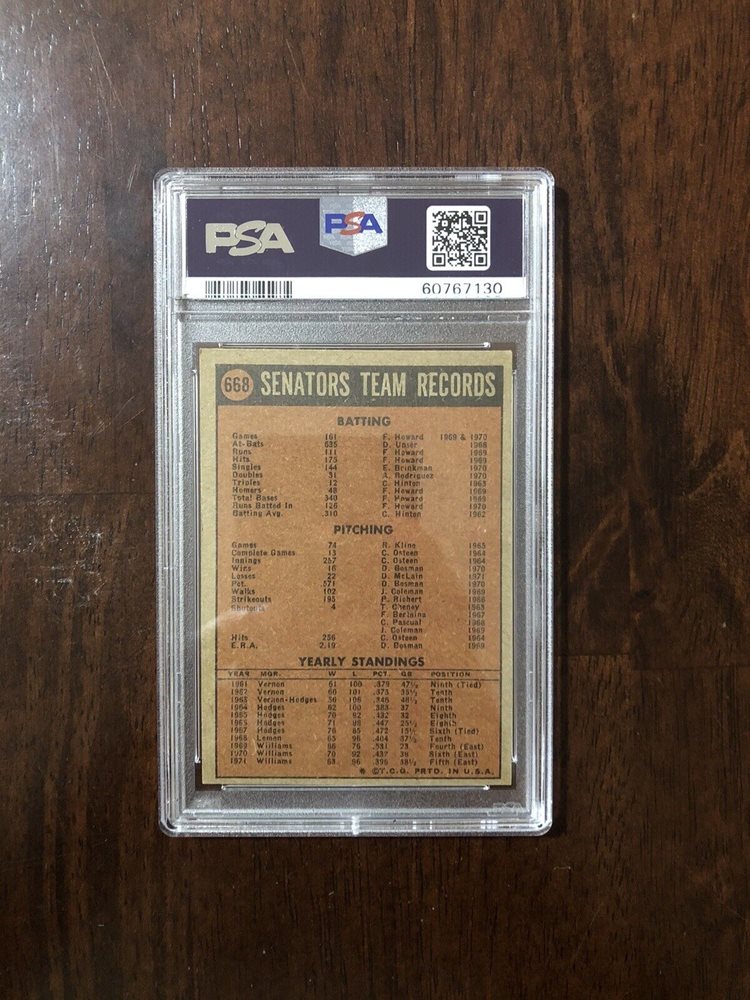 PSA PSA
60767130
668 SENATORS TEAM RECORDS
BATTING
Games 161 F. Howard 1969 & 1970
At-Bats 635 D. Unser 1968
Runs 111 F. Howard 1969
Hits 175 F. Howard 1969
Singles 144 E. Brinkman 1970
Doubles 31 A. Rodriguez 1970
Triples 12 C. Hinton 1963
Homers 48 F. Howard 1969
Total Bases 340 F. Howard 1969
Runs Batted In 126 F. Howard 1970
Batting Avg. .310 C. Hinton 1962
PITCHING
Games 74 R. Kline 1965
Complete Games 13 C. Osteen 1964
Innings 257 C. Osteen 1964
Wins 16 D. Bosman 1970
Losses 22 D. McLain 1971
Pct. .571 D. Bosman 1970
Walks 102 J. Coleman 1968
Strikeouts 195 P. Richert 1966
Shutouts 4 T. Cheney 1963
F. Bertaina 1967
C. Pascual 1968
J. Coleman 1969
Hits 256 C. Osteen 1964
E.R.A. 2.19 D. Bosman 1969
YEARLY STANDINGS
YEAR MGR. W L PCT. GB POSITION
1961 Vernon 61 100 .379 47½ Ninth (Tied)
1962 Vernon 60 101 .373 35½ Tenth
1963 Vernon-Hodges 56 106 .346 48½ Tenth
1964 Hodges 62 100 .383 37 Ninth
1965 Hodges 70 92 .432 32 Eighth
1966 Hodges 71 88 .447 25½ Eighth
1967 Hodges 76 85 .472 15½ Sixth (Tied)
1968 Lemon 65 96 .404 37½ Tenth
1969 Williams 86 76 .531 23 Fourth (East)
1970 Williams 70 92 .432 38 Sixth (East)
1971 Williams 63 96 .396 38½ Fifth (East)
* ©T.C.G. PRTD. IN U.S.A.
PSA